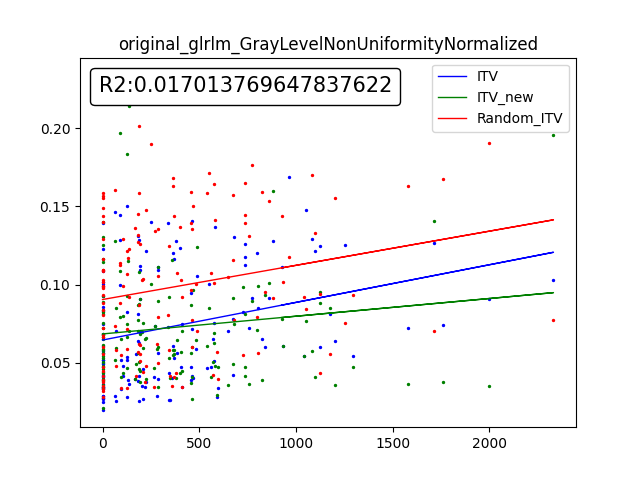 original_glrlm_GrayLevelNonUniformityNormalized
R2:0.017013769647837622
ITV
ITV_new
Random_ITV
0.20
0.15
0.10
0.05
0
500
1000
1500
2000